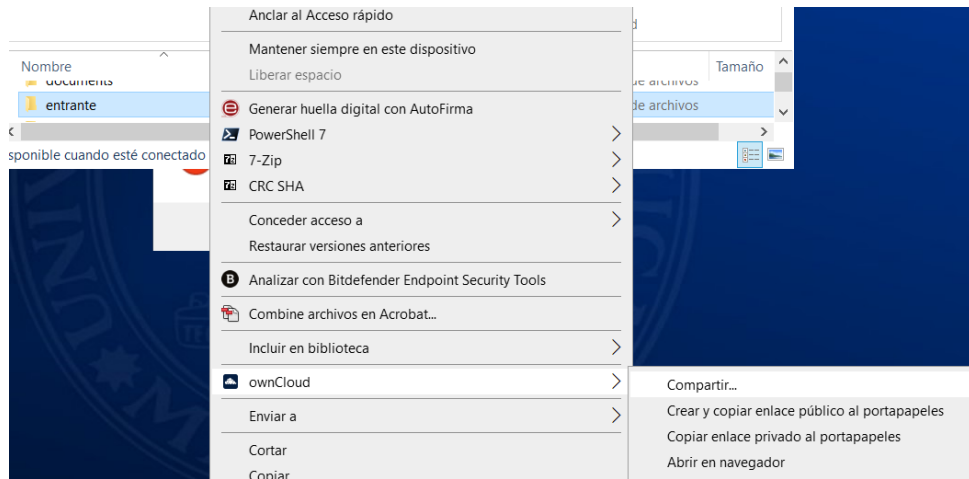 Anclar al Acceso rápido
Mantener siempre en este dispositivo
Nombre
Tamaño
Liberar espacio
documents
de archivos
entrante
de archivos
Generar huella digital con AutoFirma
PowerShell 7
sponible cuando esté conectado
7-Zip
CRC SHA
Conceder acceso a
Restaurar versiones anteriores
Analizar con Bitdefender Endpoint Security Tools
Combine archivos en Acrobat...
Incluir en biblioteca
ownCloud
Compartir...
Enviar a
Crear y copiar enlace público al portapapeles
Copiar enlace privado al portapapeles
Cortar
Abrir en navegador
Copiar